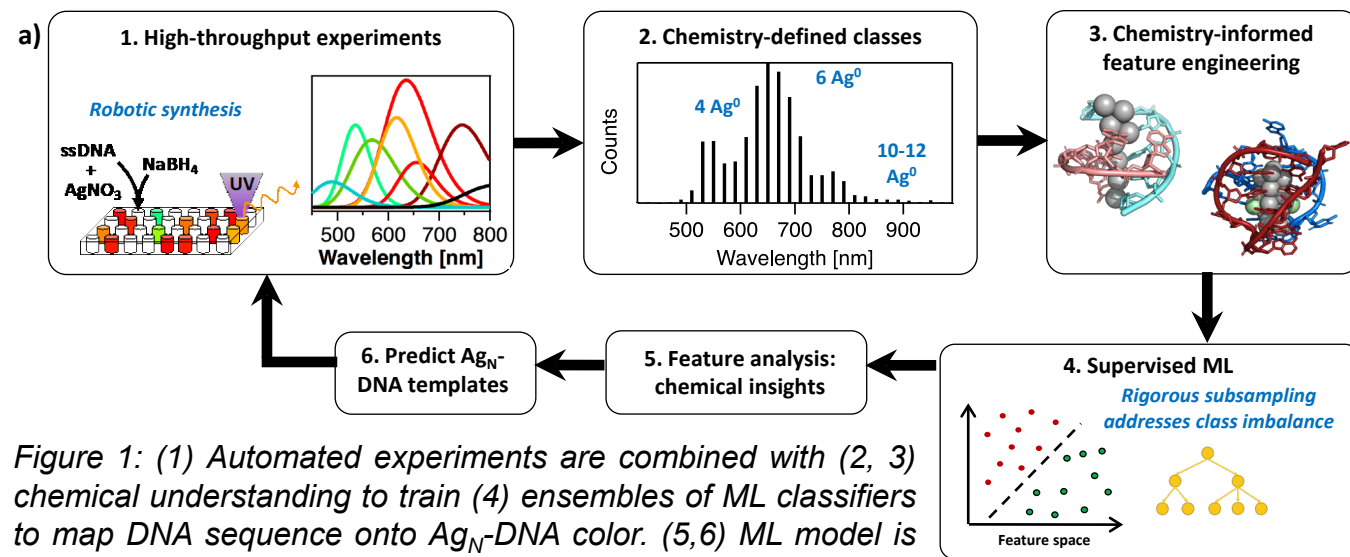 a)
1. High-throughput experiments
Robotic synthesis
ssDNA
+
AgNO₃
NaBH₄
UV
450 500 600 700 800
Wavelength [nm]
2. Chemistry-defined classes
Counts
4 Ag⁰
6 Ag⁰
10-12
Ag⁰
500 600 700 800 900
Wavelength [nm]
3. Chemistry-informed
feature engineering
4. Supervised ML
Rigorous subsampling
addresses class imbalance
Feature space
5. Feature analysis:
chemical insights
6. Predict Ag_N-
DNA templates
Figure 1: (1) Automated experiments are combined with (2, 3)
chemical understanding to train (4) ensembles of ML classifiers
to map DNA sequence onto Ag_N-DNA color. (5,6) ML model is